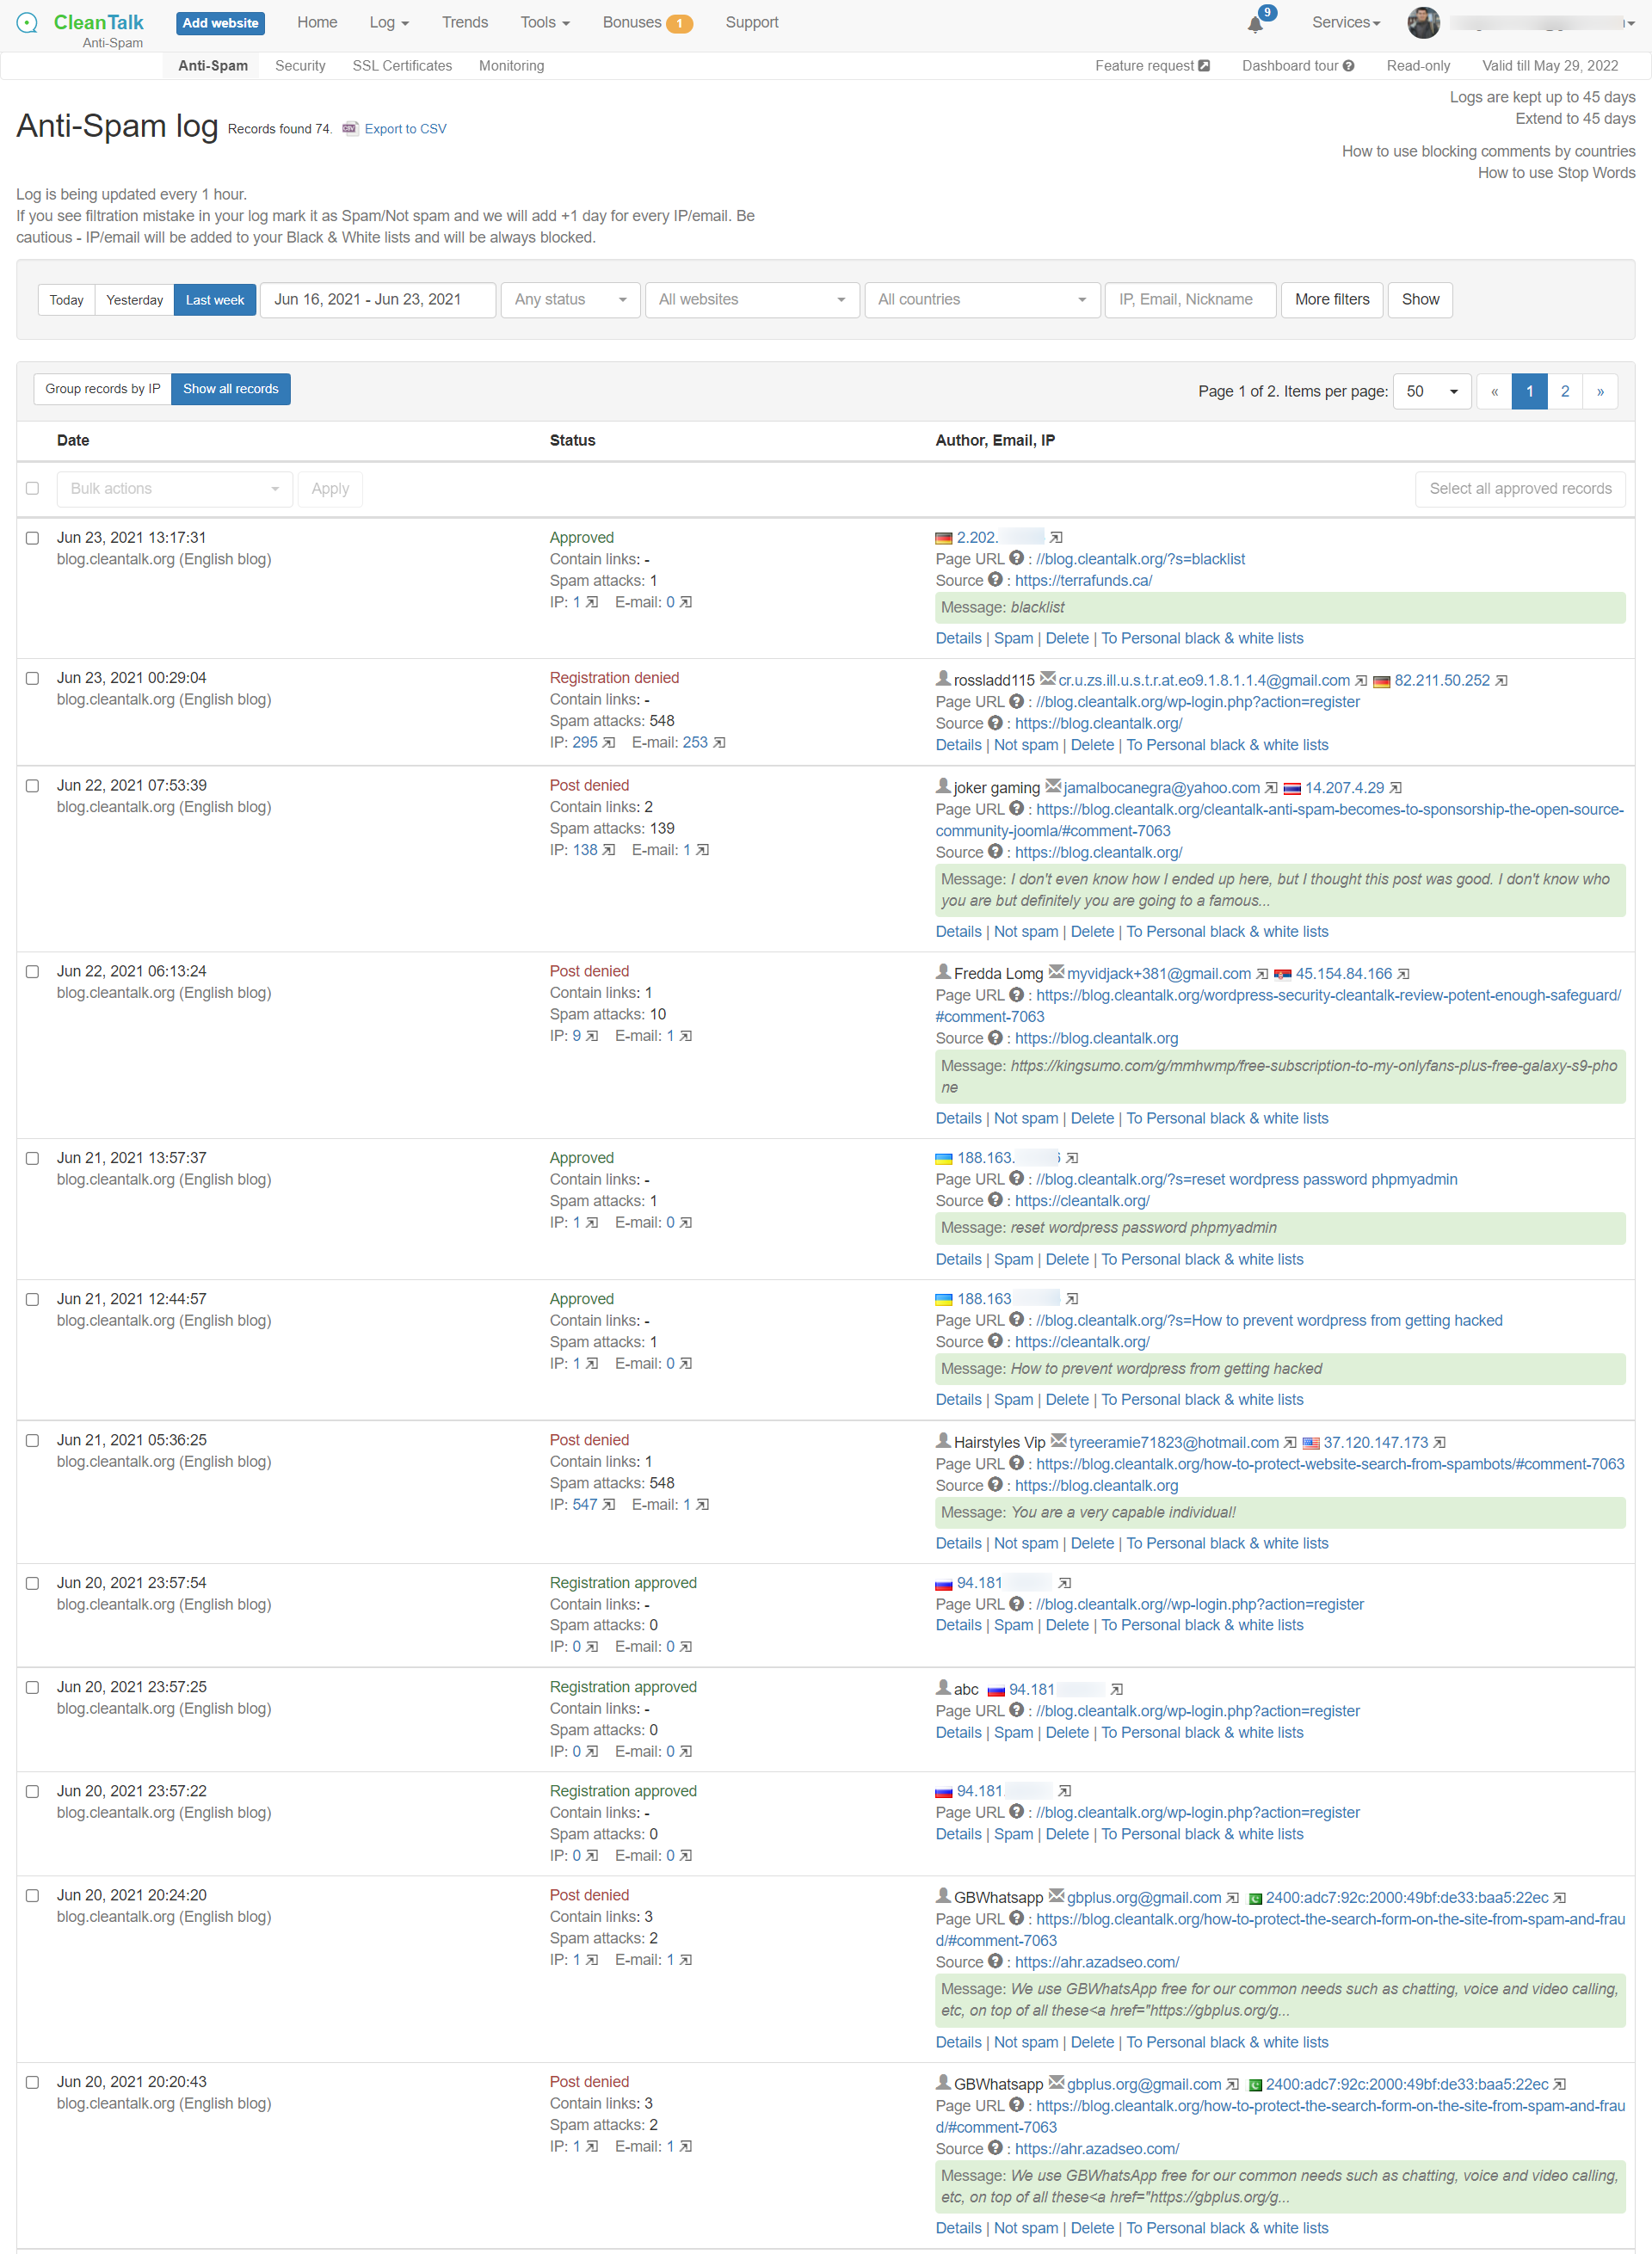 CleanTalk
Anti-Spam
Add website Home Log Trends Tools Bonuses 1 Support 9 Services
Anti-Spam Security SSL Certificates Monitoring Feature request Dashboard tour Read-only Valid till May 29, 2022
Logs are kept up to 45 days
Extend to 45 days
Anti-Spam log Records found 74. CSV Export to CSV
How to use blocking comments by countries
How to use Stop Words
Log is being updated every 1 hour.
If you see filtration mistake in your log mark it as Spam/Not spam and we will add +1 day for every IP/email. Be
cautious - IP/email will be added to your Black & White lists and will be always blocked.
Today Yesterday Last week Jun 16, 2021 - Jun 23, 2021 Any status All websites All countries IP, Email, Nickname More filters Show
Group records by IP Show all records Page 1 of 2. Items per page: 50 « 1 2 »
Date Status Author, Email, IP
Bulk actions Apply Select all approved records
Jun 23, 2021 13:17:31
blog.cleantalk.org (English blog)
Approved
Contain links: -
Spam attacks: 1
IP: 1 E-mail: 0
2.202.
Page URL : //blog.cleantalk.org/?s=blacklist
Source : https://terrafunds.ca/
Message: blacklist
Details | Spam | Delete | To Personal black & white lists
Jun 23, 2021 00:29:04
blog.cleantalk.org (English blog)
Registration denied
Contain links: -
Spam attacks: 548
IP: 295 E-mail: 253
rossladd115 cr.u.zs.ill.u.s.t.r.at.eo9.1.8.1.1.4@gmail.com 82.211.50.252
Page URL : //blog.cleantalk.org/wp-login.php?action=register
Source : https://blog.cleantalk.org/
Details | Not spam | Delete | To Personal black & white lists
Jun 22, 2021 07:53:39
blog.cleantalk.org (English blog)
Post denied
Contain links: 2
Spam attacks: 139
IP: 138 E-mail: 1
joker gaming jamalbocanegra@yahoo.com 14.207.4.29
Page URL : https://blog.cleantalk.org/cleantalk-anti-spam-becomes-to-sponsorship-the-open-source-
community-joomla/#comment-7063
Source : https://blog.cleantalk.org/
Message: I don't even know how I ended up here, but I thought this post was good. I don't know who
you are but definitely you are going to a famous...
Details | Not spam | Delete | To Personal black & white lists
Jun 22, 2021 06:13:24
blog.cleantalk.org (English blog)
Post denied
Contain links: 1
Spam attacks: 10
IP: 9 E-mail: 1
Fredda Lomg myvidjack+381@gmail.com 45.154.84.166
Page URL : https://blog.cleantalk.org/wordpress-security-cleantalk-review-potent-enough-safeguard/
#comment-7063
Source : https://blog.cleantalk.org
Message: https://kingsumo.com/g/mmhwmp/free-subscription-to-my-onlyfans-plus-free-galaxy-s9-pho
ne
Details | Not spam | Delete | To Personal black & white lists
Jun 21, 2021 13:57:37
blog.cleantalk.org (English blog)
Approved
Contain links: -
Spam attacks: 1
IP: 1 E-mail: 0
188.163.
Page URL : //blog.cleantalk.org/?s=reset wordpress password phpmyadmin
Source : https://cleantalk.org/
Message: reset wordpress password phpmyadmin
Details | Spam | Delete | To Personal black & white lists
Jun 21, 2021 12:44:57
blog.cleantalk.org (English blog)
Approved
Contain links: -
Spam attacks: 1
IP: 1 E-mail: 0
188.163
Page URL : //blog.cleantalk.org/?s=How to prevent wordpress from getting hacked
Source : https://cleantalk.org/
Message: How to prevent wordpress from getting hacked
Details | Spam | Delete | To Personal black & white lists
Jun 21, 2021 05:36:25
blog.cleantalk.org (English blog)
Post denied
Contain links: 1
Spam attacks: 548
IP: 547 E-mail: 1
Hairstyles Vip tyreeramie71823@hotmail.com 37.120.147.173
Page URL : https://blog.cleantalk.org/how-to-protect-website-search-from-spambots/#comment-7063
Source : https://blog.cleantalk.org
Message: You are a very capable individual!
Details | Not spam | Delete | To Personal black & white lists
Jun 20, 2021 23:57:54
blog.cleantalk.org (English blog)
Registration approved
Contain links: -
Spam attacks: 0
IP: 0 E-mail: 0
94.181
Page URL : //blog.cleantalk.org//wp-login.php?action=register
Details | Spam | Delete | To Personal black & white lists
Jun 20, 2021 23:57:25
blog.cleantalk.org (English blog)
Registration approved
Contain links: -
Spam attacks: 0
IP: 0 E-mail: 0
abc 94.181
Page URL : //blog.cleantalk.org/wp-login.php?action=register
Details | Spam | Delete | To Personal black & white lists
Jun 20, 2021 23:57:22
blog.cleantalk.org (English blog)
Registration approved
Contain links: -
Spam attacks: 0
IP: 0 E-mail: 0
94.181
Page URL : //blog.cleantalk.org/wp-login.php?action=register
Details | Spam | Delete | To Personal black & white lists
Jun 20, 2021 20:24:20
blog.cleantalk.org (English blog)
Post denied
Contain links: 3
Spam attacks: 2
IP: 1 E-mail: 1
GBWhatsapp gbplus.org@gmail.com 2400:adc7:92c:2000:49bf:de33:baa5:22ec
Page URL : https://blog.cleantalk.org/how-to-protect-the-search-form-on-the-site-from-spam-and-frau
d/#comment-7063
Source : https://ahr.azadseo.com/
Message: We use GBWhatsApp free for our common needs such as chatting, voice and video calling,
etc, on top of all these<a href="https://gbplus.org/g...
Details | Not spam | Delete | To Personal black & white lists
Jun 20, 2021 20:20:43
blog.cleantalk.org (English blog)
Post denied
Contain links: 3
Spam attacks: 2
IP: 1 E-mail: 1
GBWhatsapp gbplus.org@gmail.com 2400:adc7:92c:2000:49bf:de33:baa5:22ec
Page URL : https://blog.cleantalk.org/how-to-protect-the-search-form-on-the-site-from-spam-and-frau
d/#comment-7063
Source : https://ahr.azadseo.com/
Message: We use GBWhatsApp free for our common needs such as chatting, voice and video calling,
etc, on top of all these<a href="https://gbplus.org/g...
Details | Not spam | Delete | To Personal black & white lists